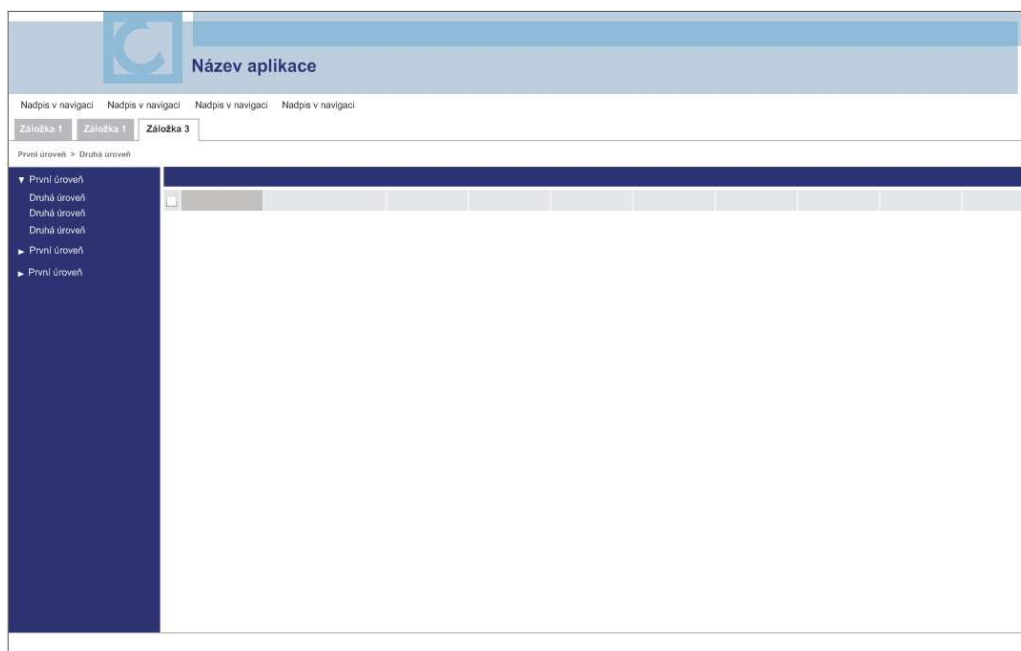 Název aplikace
Nadpis v navigaci Nadpis v navigaci Nadpis v navigaci Nadpis v navigaci
Záložka 1 Záložka 1 Záložka 3
První úroveň > Druhá úroveň
▼ První úroveň
Druhá úroveň
Druhá úroveň
Druhá úroveň
► První úroveň
► První úroveň